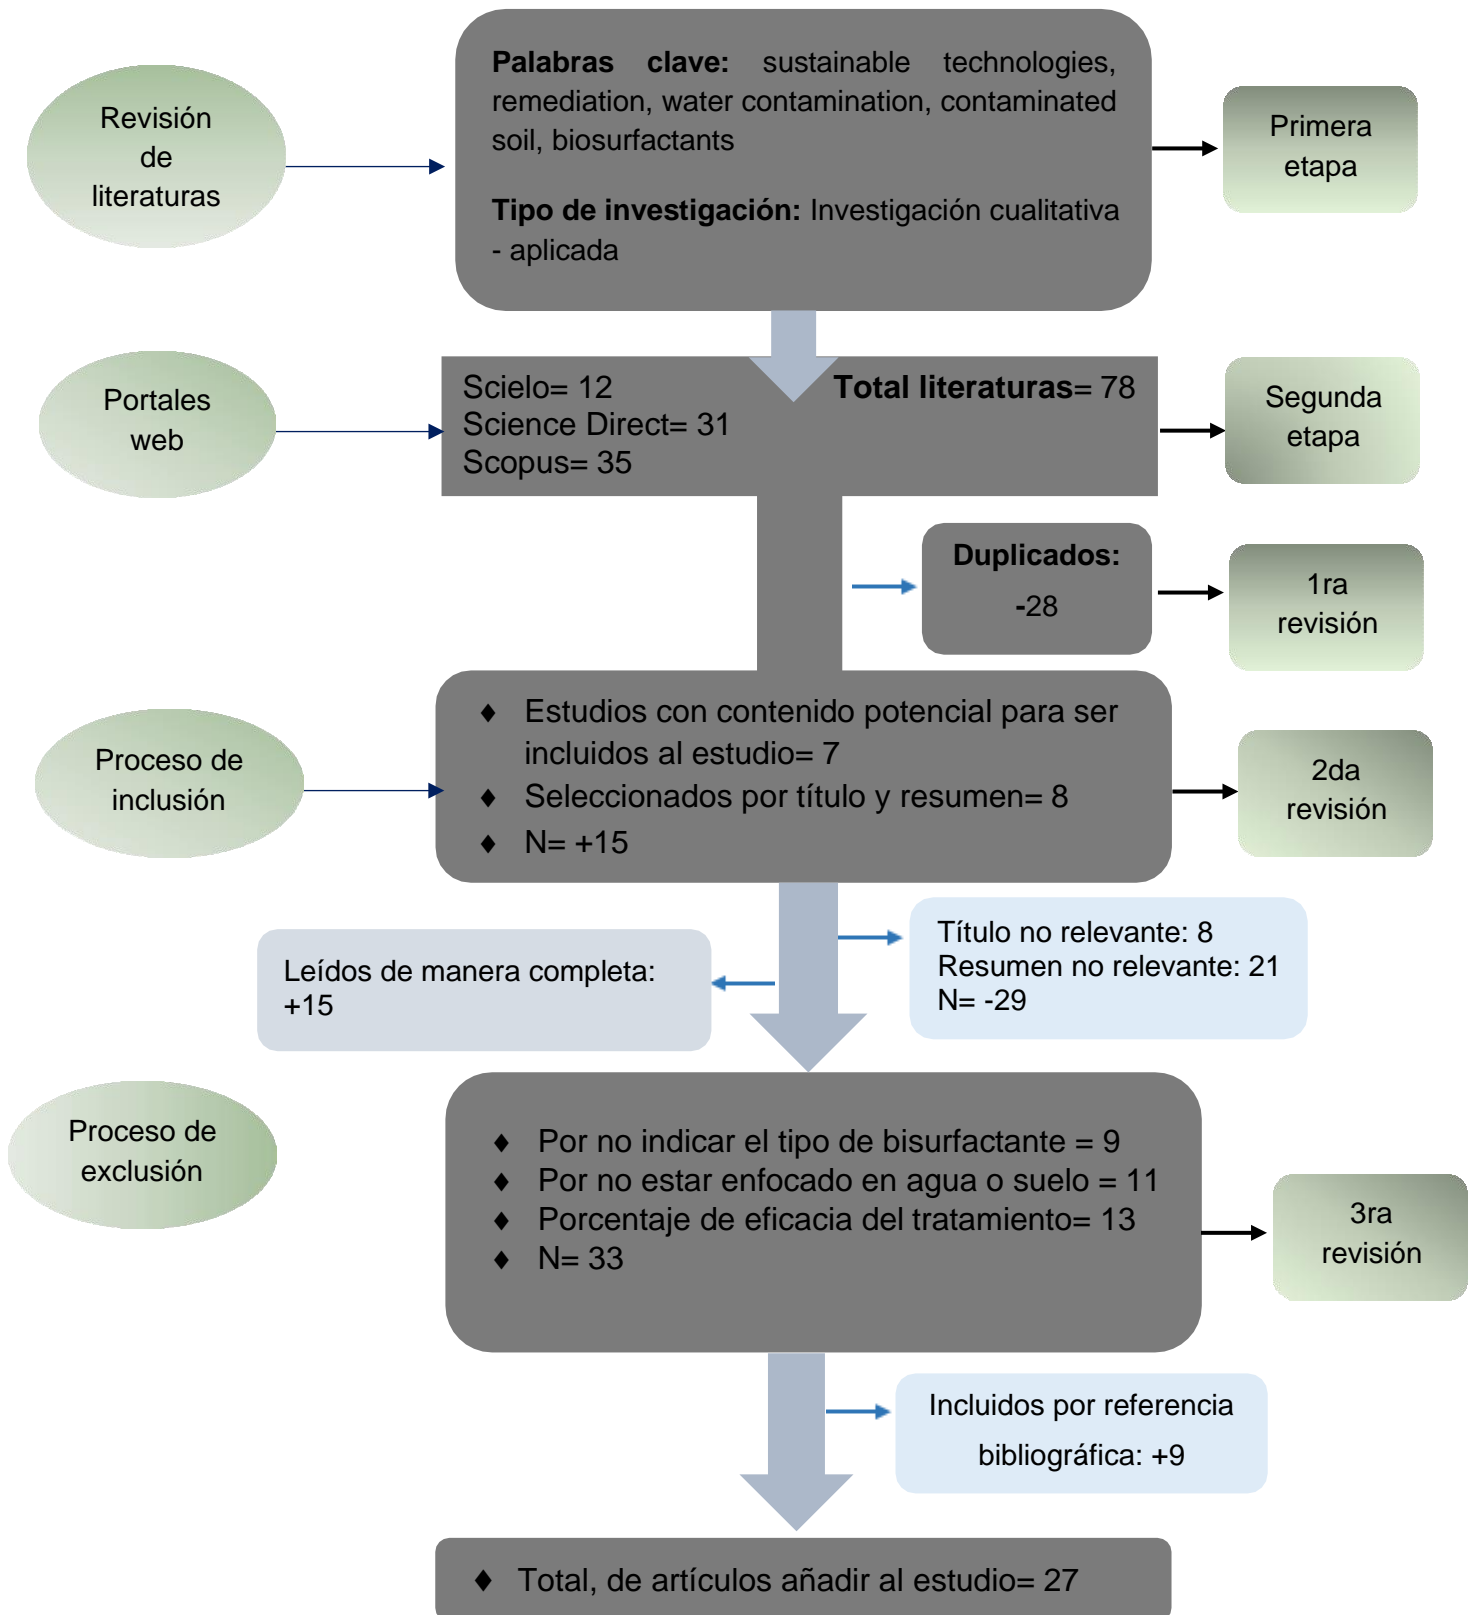 Revisión
de
literaturas
Palabras clave: sustainable technologies,
remediation, water contamination, contaminated
soil, biosurfactants
Tipo de investigación: Investigación cualitativa
- aplicada
Primera
etapa
Portales
web
Scielo= 12
Science Direct= 31
Scopus= 35
Total literaturas= 78
Segunda
etapa
Duplicados:
-28
1ra
revisión
Proceso de
inclusión
♦ Estudios con contenido potencial para ser
incluidos al estudio= 7
♦ Seleccionados por título y resumen= 8
♦ N= +15
2da
revisión
Leídos de manera completa:
+15
Título no relevante: 8
Resumen no relevante: 21
N= -29
Proceso de
exclusión
♦ Por no indicar el tipo de bisurfactante = 9
♦ Por no estar enfocado en agua o suelo = 11
♦ Porcentaje de eficacia del tratamiento= 13
♦ N= 33
3ra
revisión
Incluidos por referencia
bibliográfica: +9
♦ Total, de artículos añadir al estudio= 27